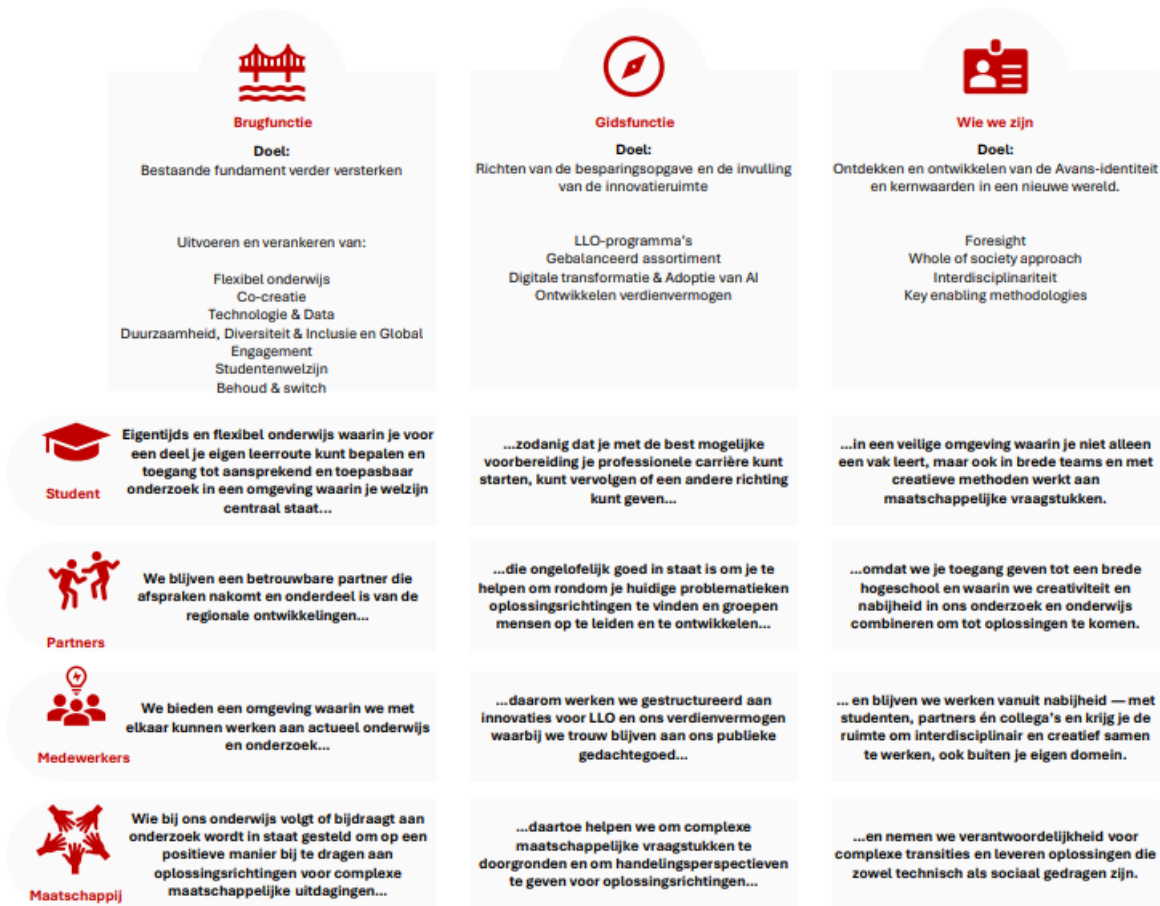 Brugfunctie
Doel:
Bestaande fundament verder versterken
Uitvoeren en verankeren van:
Flexibel onderwijs
Co-creatie
Technologie & Data
Duurzaamheid, Diversiteit & Inclusie en Global
Engagement
Studentenwelzijn
Behoud & switch
Gidsfunctie
Doel:
Richten van de besparingsopgave en de invulling
van de innovatieruimte
LLO-programma's
Gebalanceerd assortiment
Digitale transformatie & Adoptie van AI
Ontwikkelen verdienvermogen
Wie we zijn
Doel:
Ontdekken en ontwikkelen van de Avans-identiteit
en kernwaarden in een nieuwe wereld.
Foresight
Whole of society approach
Interdisciplinariteit
Key enabling methodologies
Student
Eigentijds en flexibel onderwijs waarin je voor
een deel je eigen leerroute kunt bepalen en
toegang tot aansprekend en toepasbaar
onderzoek in een omgeving waarin je welzijn
centraal staat...
...zodanig dat je met de best mogelijke
voorbereiding je professionele carrière kunt
starten, kunt vervolgen of een andere richting
kunt geven...
...in een veilige omgeving waarin je niet alleen
een vak leert, maar ook in brede teams en met
creatieve methoden werkt aan
maatschappelijke vraagstukken.
Partners
We blijven een betrouwbare partner die
afspraken nakomt en onderdeel is van de
regionale ontwikkelingen...
...die ongelofelijk goed in staat is om je te
helpen om rondom je huidige problematieken
oplossingsrichtingen te vinden en groepen
mensen op te leiden en te ontwikkelen...
...omdat we je toegang geven tot een brede
hogeschool en waarin we creativiteit en
nabijheid in ons onderzoek en onderwijs
combineren om tot oplossingen te komen.
Medewerkers
We bieden een omgeving waarin we met
elkaar kunnen werken aan actueel onderwijs
en onderzoek...
...daarom werken we gestructureerd aan
innovaties voor LLO en ons verdienvermogen
waarbij we trouw blijven aan ons publieke
gedachtegoed...
... en blijven we werken vanuit nabijheid — met
studenten, partners én collega's en krijg je de
ruimte om interdisciplinair en creatief samen
te werken, ook buiten je eigen domein.
Maatschappij
Wie bij ons onderwijs volgt of bijdraagt aan
onderzoek wordt in staat gesteld om op een
positieve manier bij te dragen aan
oplossingsrichtingen voor complexe
maatschappelijke uitdagingen...
...daartoe helpen we om complexe
maatschappelijke vraagstukken te
doorgronden en om handelingsperspectieven
te geven voor oplossingsrichtingen...
...en nemen we verantwoordelijkheid voor
complexe transities en leveren oplossingen die
zowel technisch als sociaal gedragen zijn.